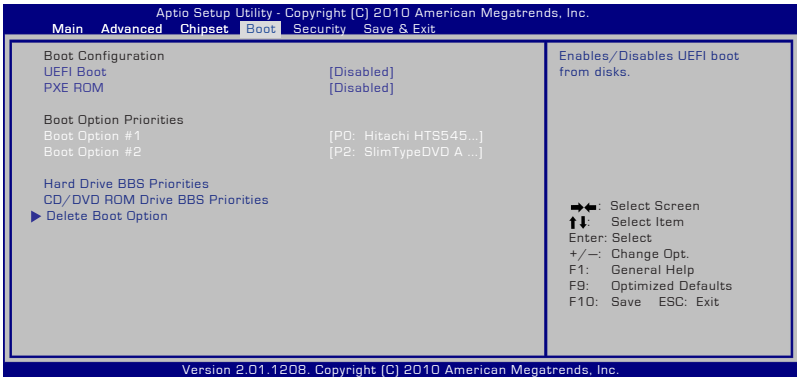 Aptio Setup Utility - Copyright (C) 2010 American Megatrends, Inc.
Main Advanced Chipset Boot Security Save & Exit
Boot Configuration
UEFI Boot [Disabled]
PXE ROM [Disabled]
Boot Option Priorities
Boot Option #1 [P0: Hitachi HTS545...]
Boot Option #2 [P2: SlimTypeDVD A ...]
Hard Drive BBS Priorities
CD/DVD ROM Drive BBS Priorities
Delete Boot Option
Enables/Disables UEFI boot
from disks.
→←: Select Screen
↑↓: Select Item
Enter: Select
+/—: Change Opt.
F1: General Help
F9: Optimized Defaults
F10: Save ESC: Exit
Version 2.01.1208. Copyright (C) 2010 American Megatrends, Inc.